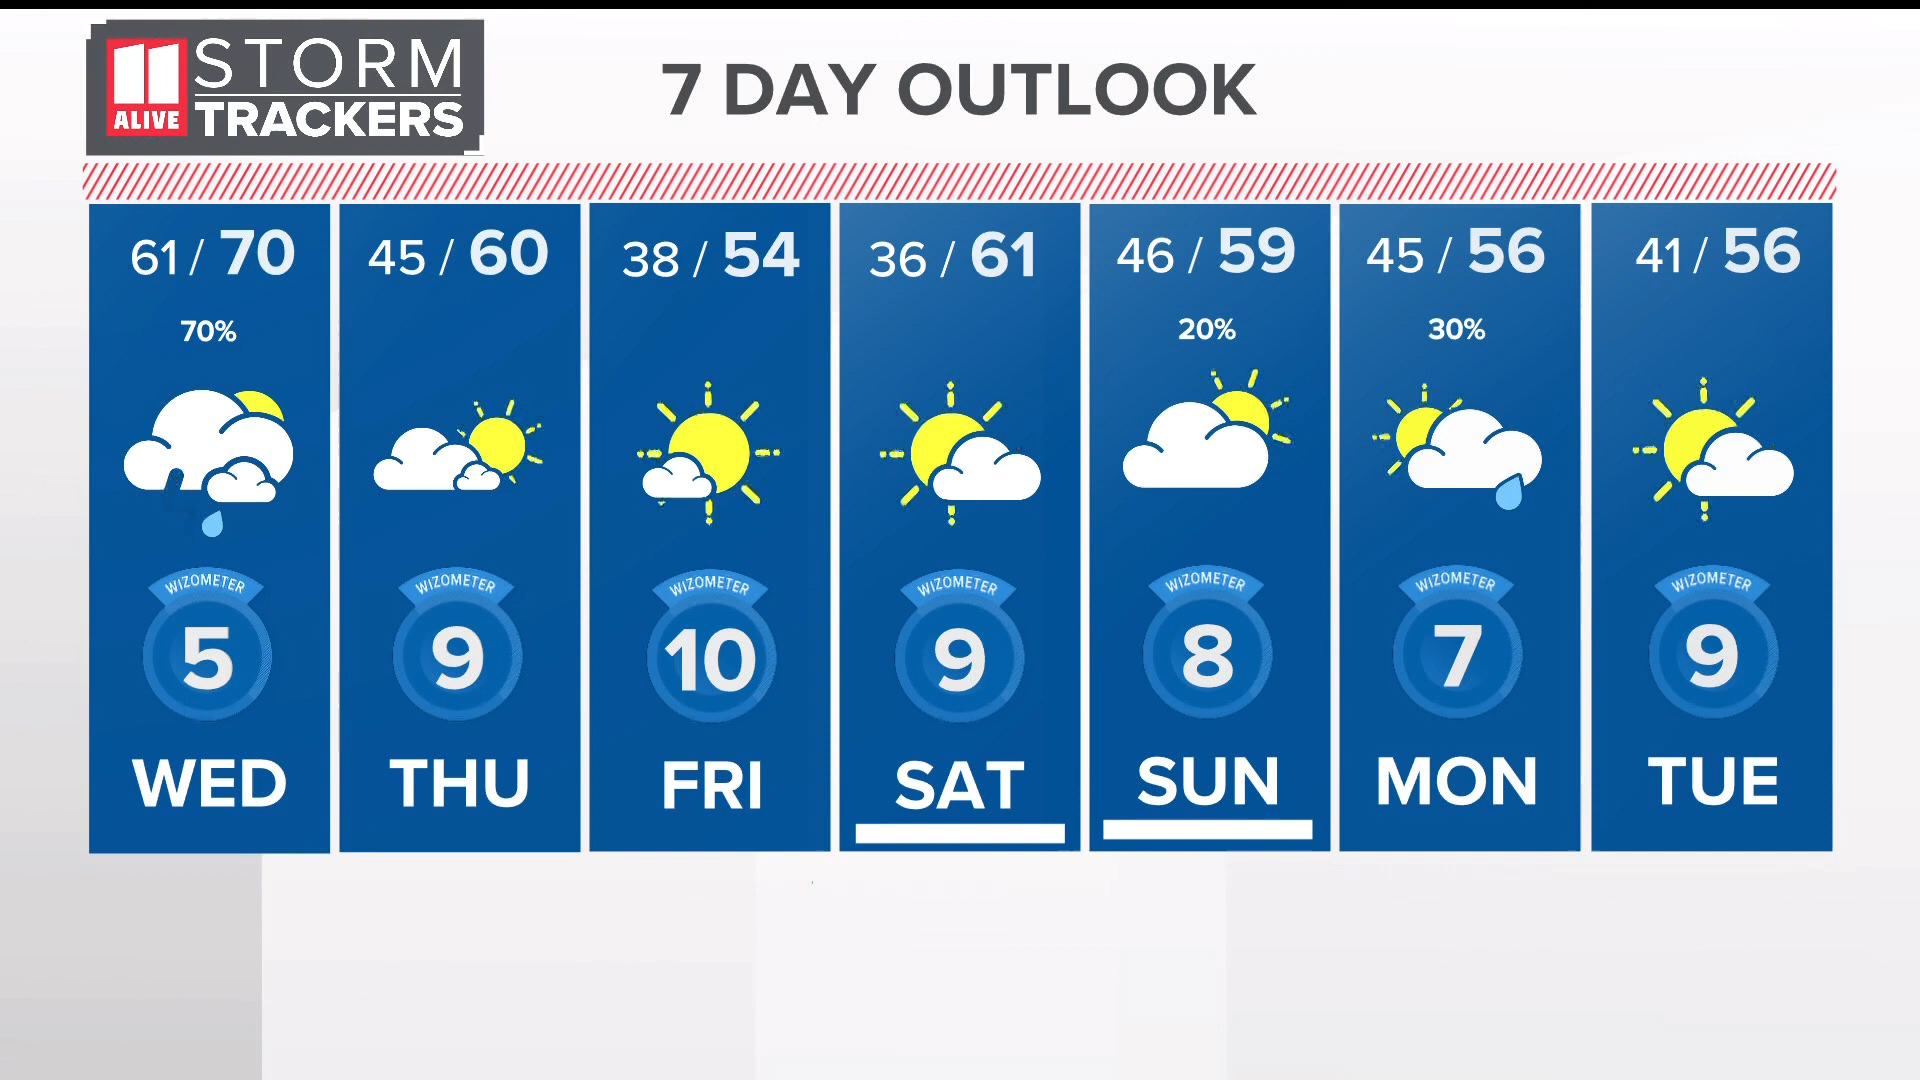 STORM
TRACKERS
ALIVE
7 DAY OUTLOOK
61 / 70
70%
WIZOMETER
5
WED
45 / 60
WIZOMETER
9
THU
38 / 54
WIZOMETER
10
FRI
36 / 61
WIZOMETER
9
SAT
46 / 59
20%
WIZOMETER
8
SUN
45 / 56
30%
WIZOMETER
7
MON
41 / 56
WIZOMETER
9
TUE